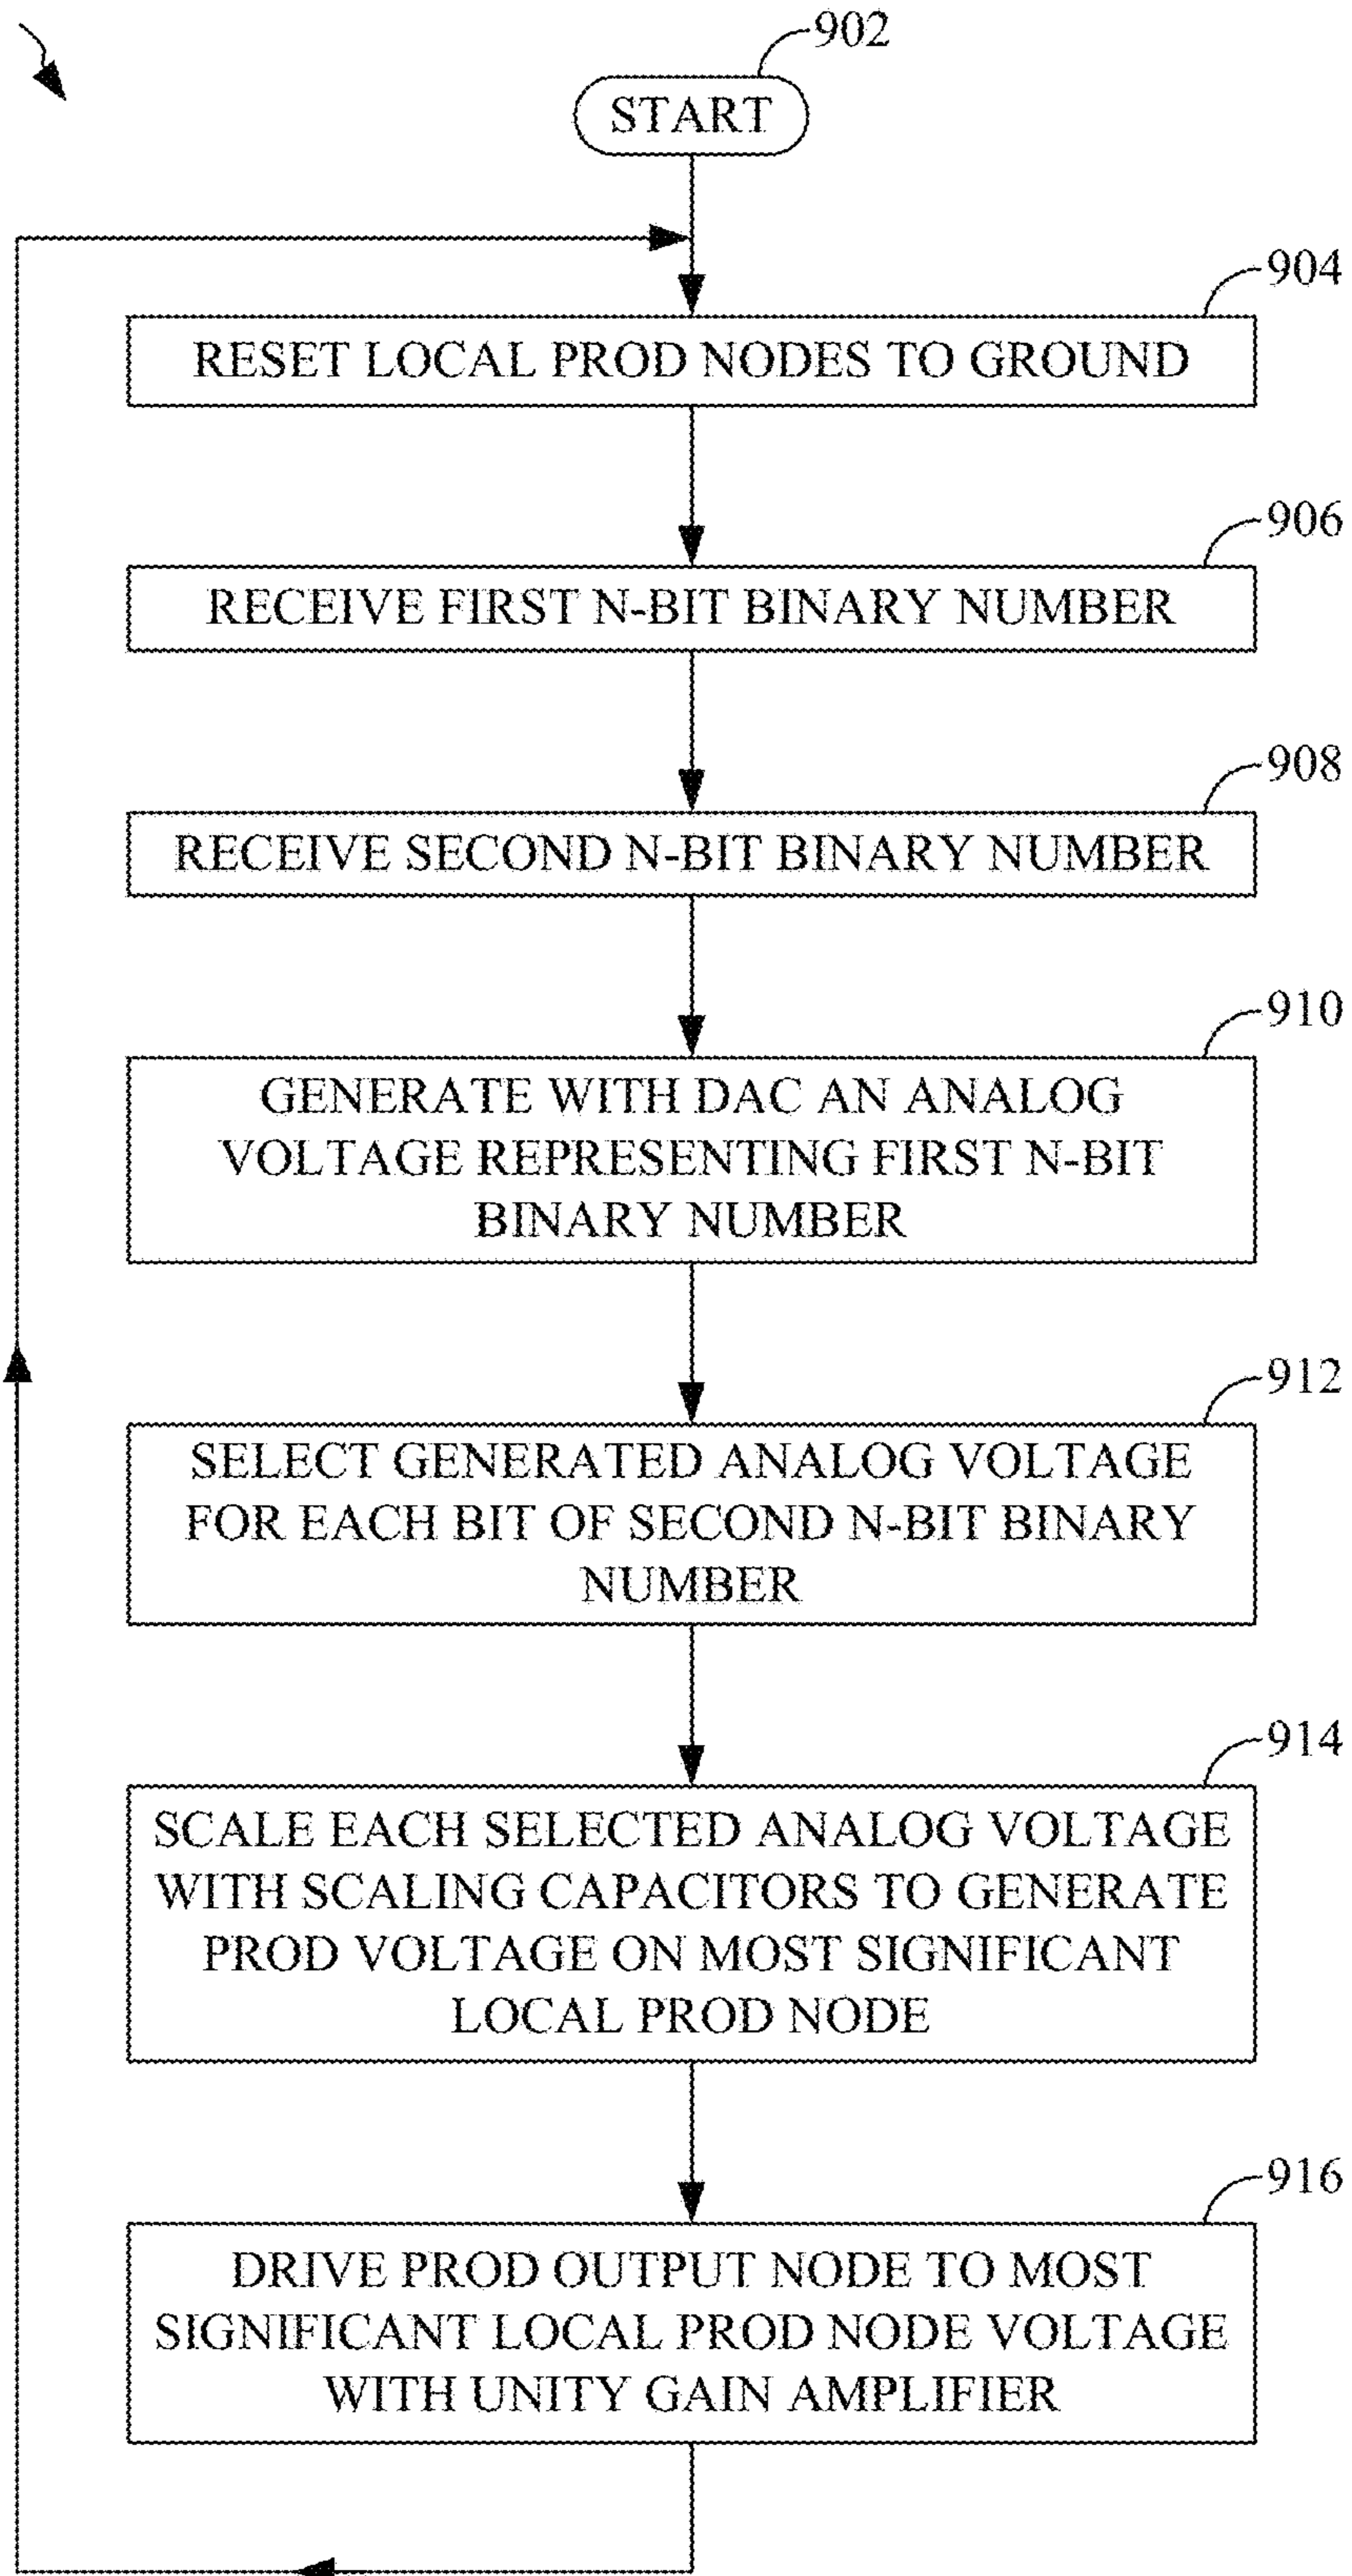 902
START
904
RESET LOCAL PROD NODES TO GROUND
906
RECEIVE FIRST N-BIT BINARY NUMBER
908
RECEIVE SECOND N-BIT BINARY NUMBER
910
GENERATE WITH DAC AN ANALOG
VOLTAGE REPRESENTING FIRST N-BIT
BINARY NUMBER
912
SELECT GENERATED ANALOG VOLTAGE
FOR EACH BIT OF SECOND N-BIT BINARY
NUMBER
914
SCALE EACH SELECTED ANALOG VOLTAGE
WITH SCALING CAPACITORS TO GENERATE
PROD VOLTAGE ON MOST SIGNIFICANT
LOCAL PROD NODE
916
DRIVE PROD OUTPUT NODE TO MOST
SIGNIFICANT LOCAL PROD NODE VOLTAGE
WITH UNITY GAIN AMPLIFIER